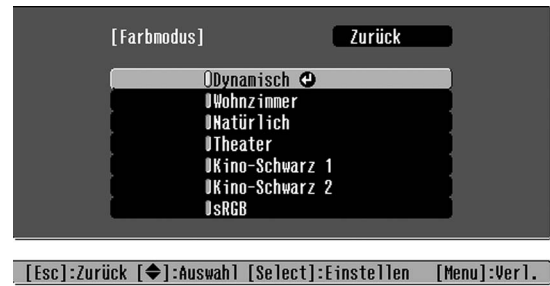 [Farbmodus] Zurück
Dynamisch
Wohnzimmer
Natürlich
Theater
Kino-Schwarz 1
Kino-Schwarz 2
sRGB
[Esc]:Zurück [◆]:Auswahl [Select]:Einstellen [Menu]:Verl.